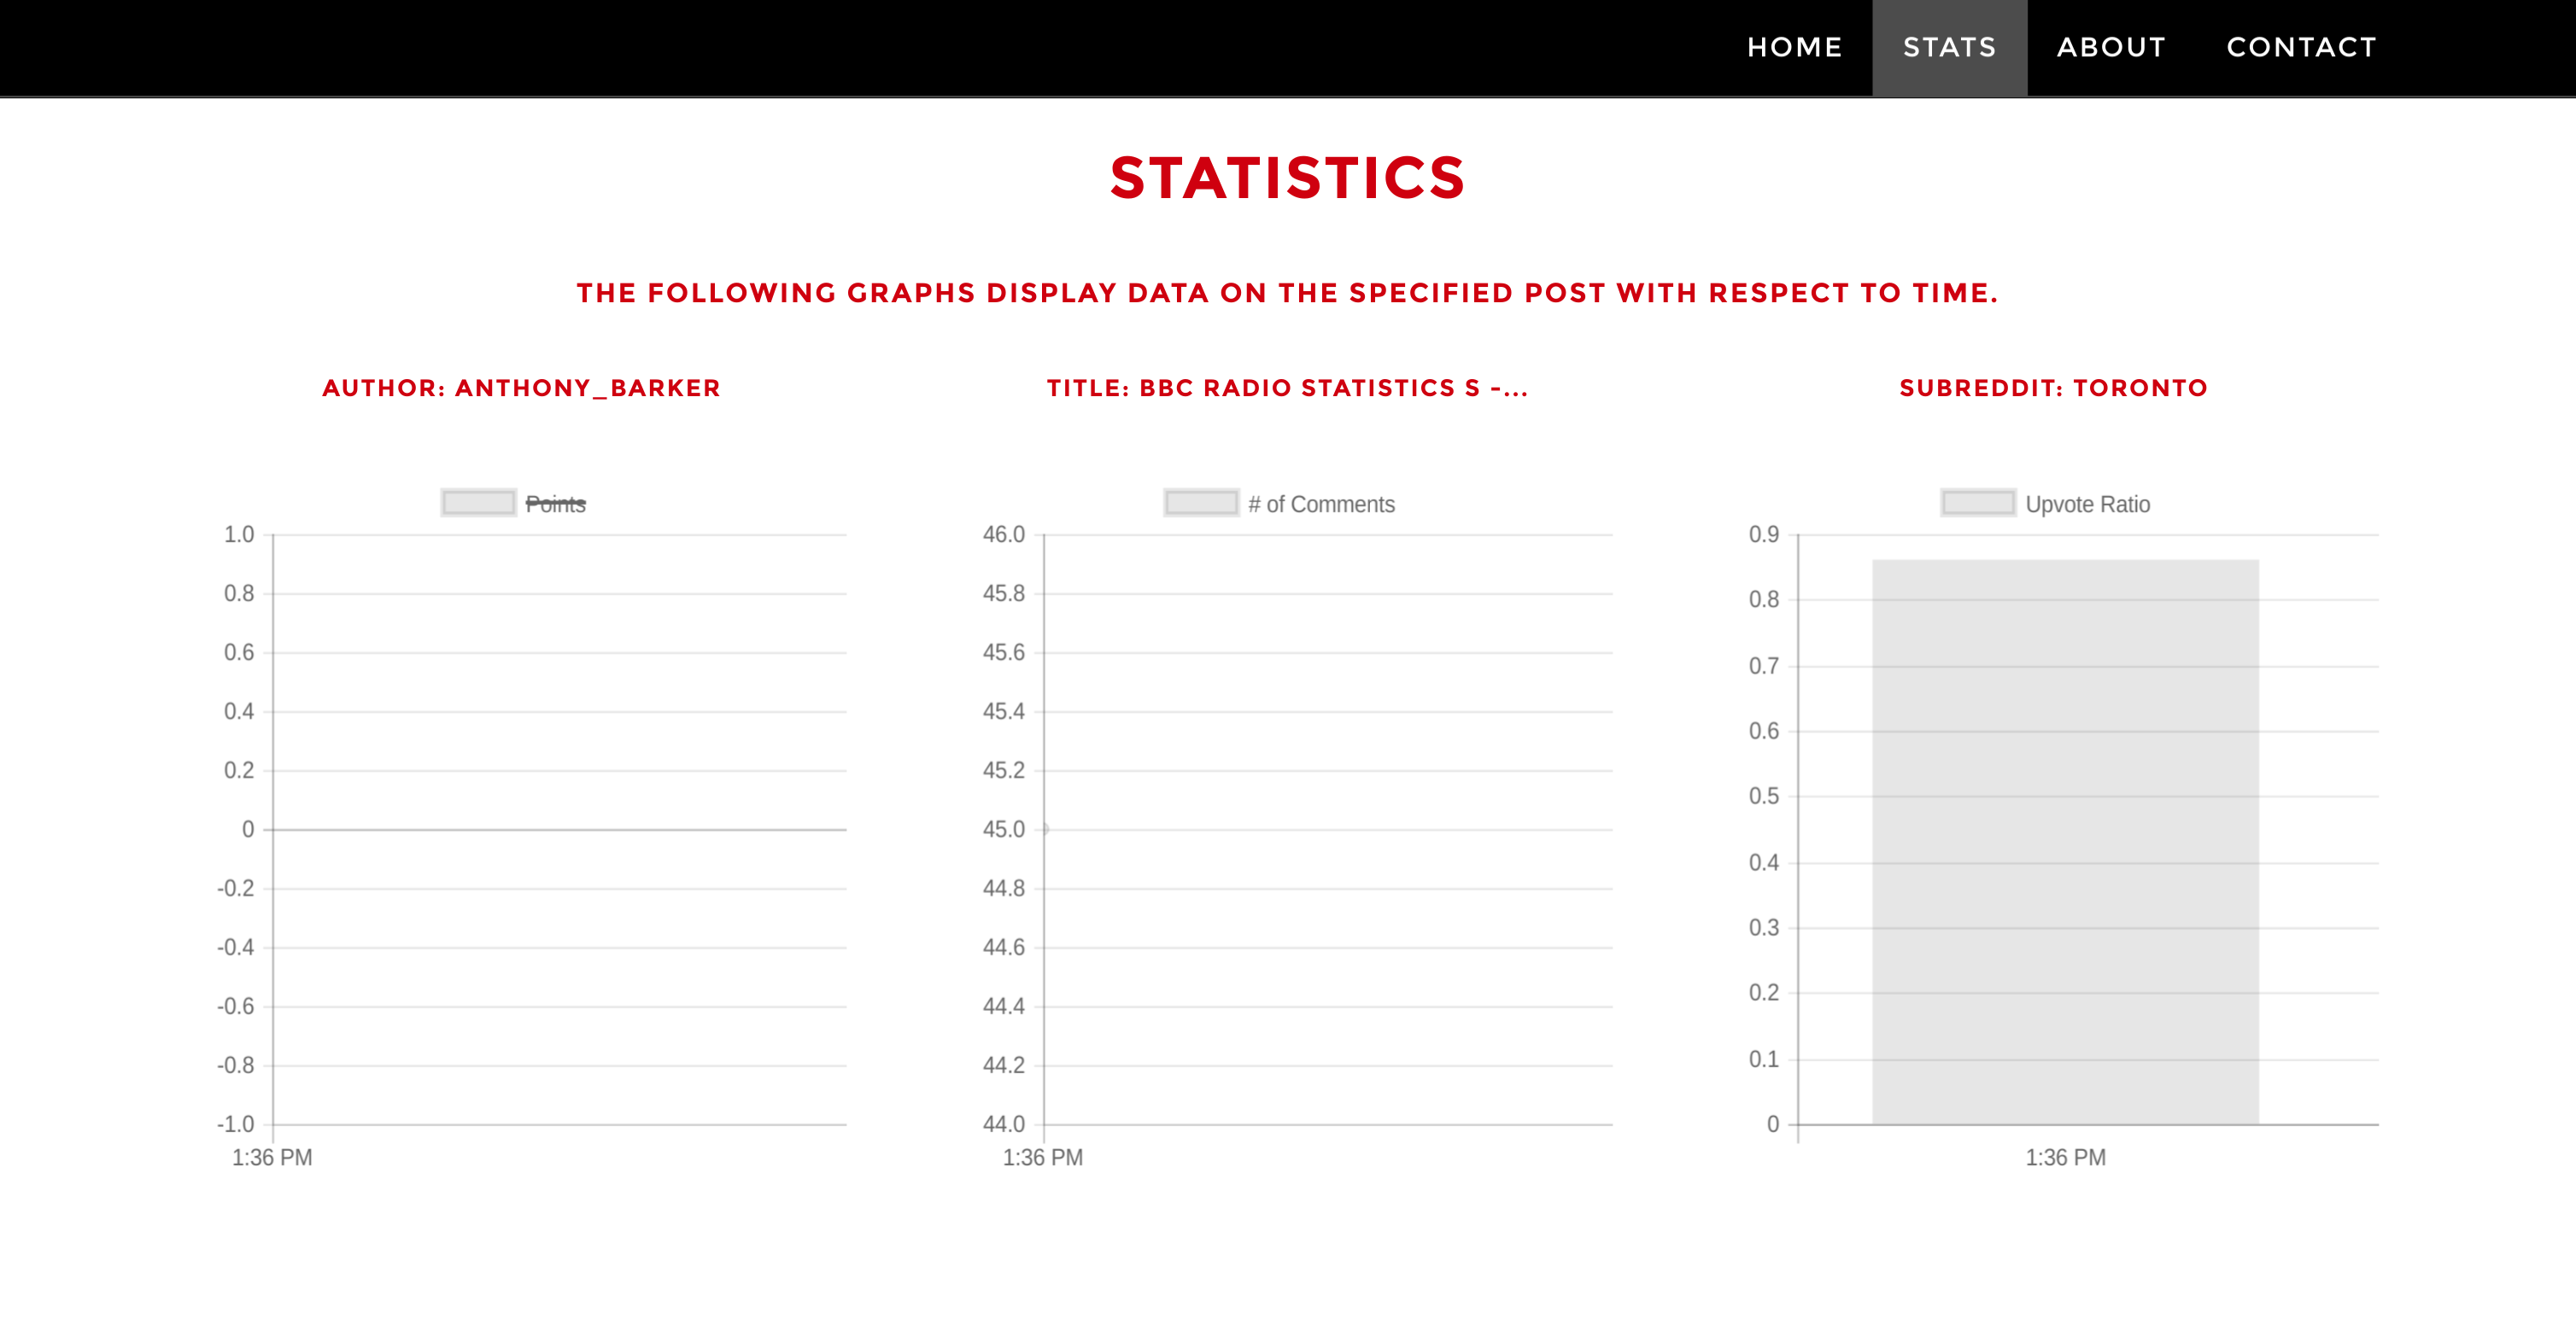 HOME STATS ABOUT CONTACT
STATISTICS
THE FOLLOWING GRAPHS DISPLAY DATA ON THE SPECIFIED POST WITH RESPECT TO TIME.
AUTHOR: ANTHONY_BARKER
TITLE: BBC RADIO STATISTICS S -...
SUBREDDIT: TORONTO
Points
1.0
0.8
0.6
0.4
0.2
0
-0.2
-0.4
-0.6
-0.8
-1.0
1:36 PM
# of Comments
46.0
45.8
45.6
45.4
45.2
45.0
44.8
44.6
44.4
44.2
44.0
1:36 PM
Upvote Ratio
0.9
0.8
0.7
0.6
0.5
0.4
0.3
0.2
0.1
0
1:36 PM